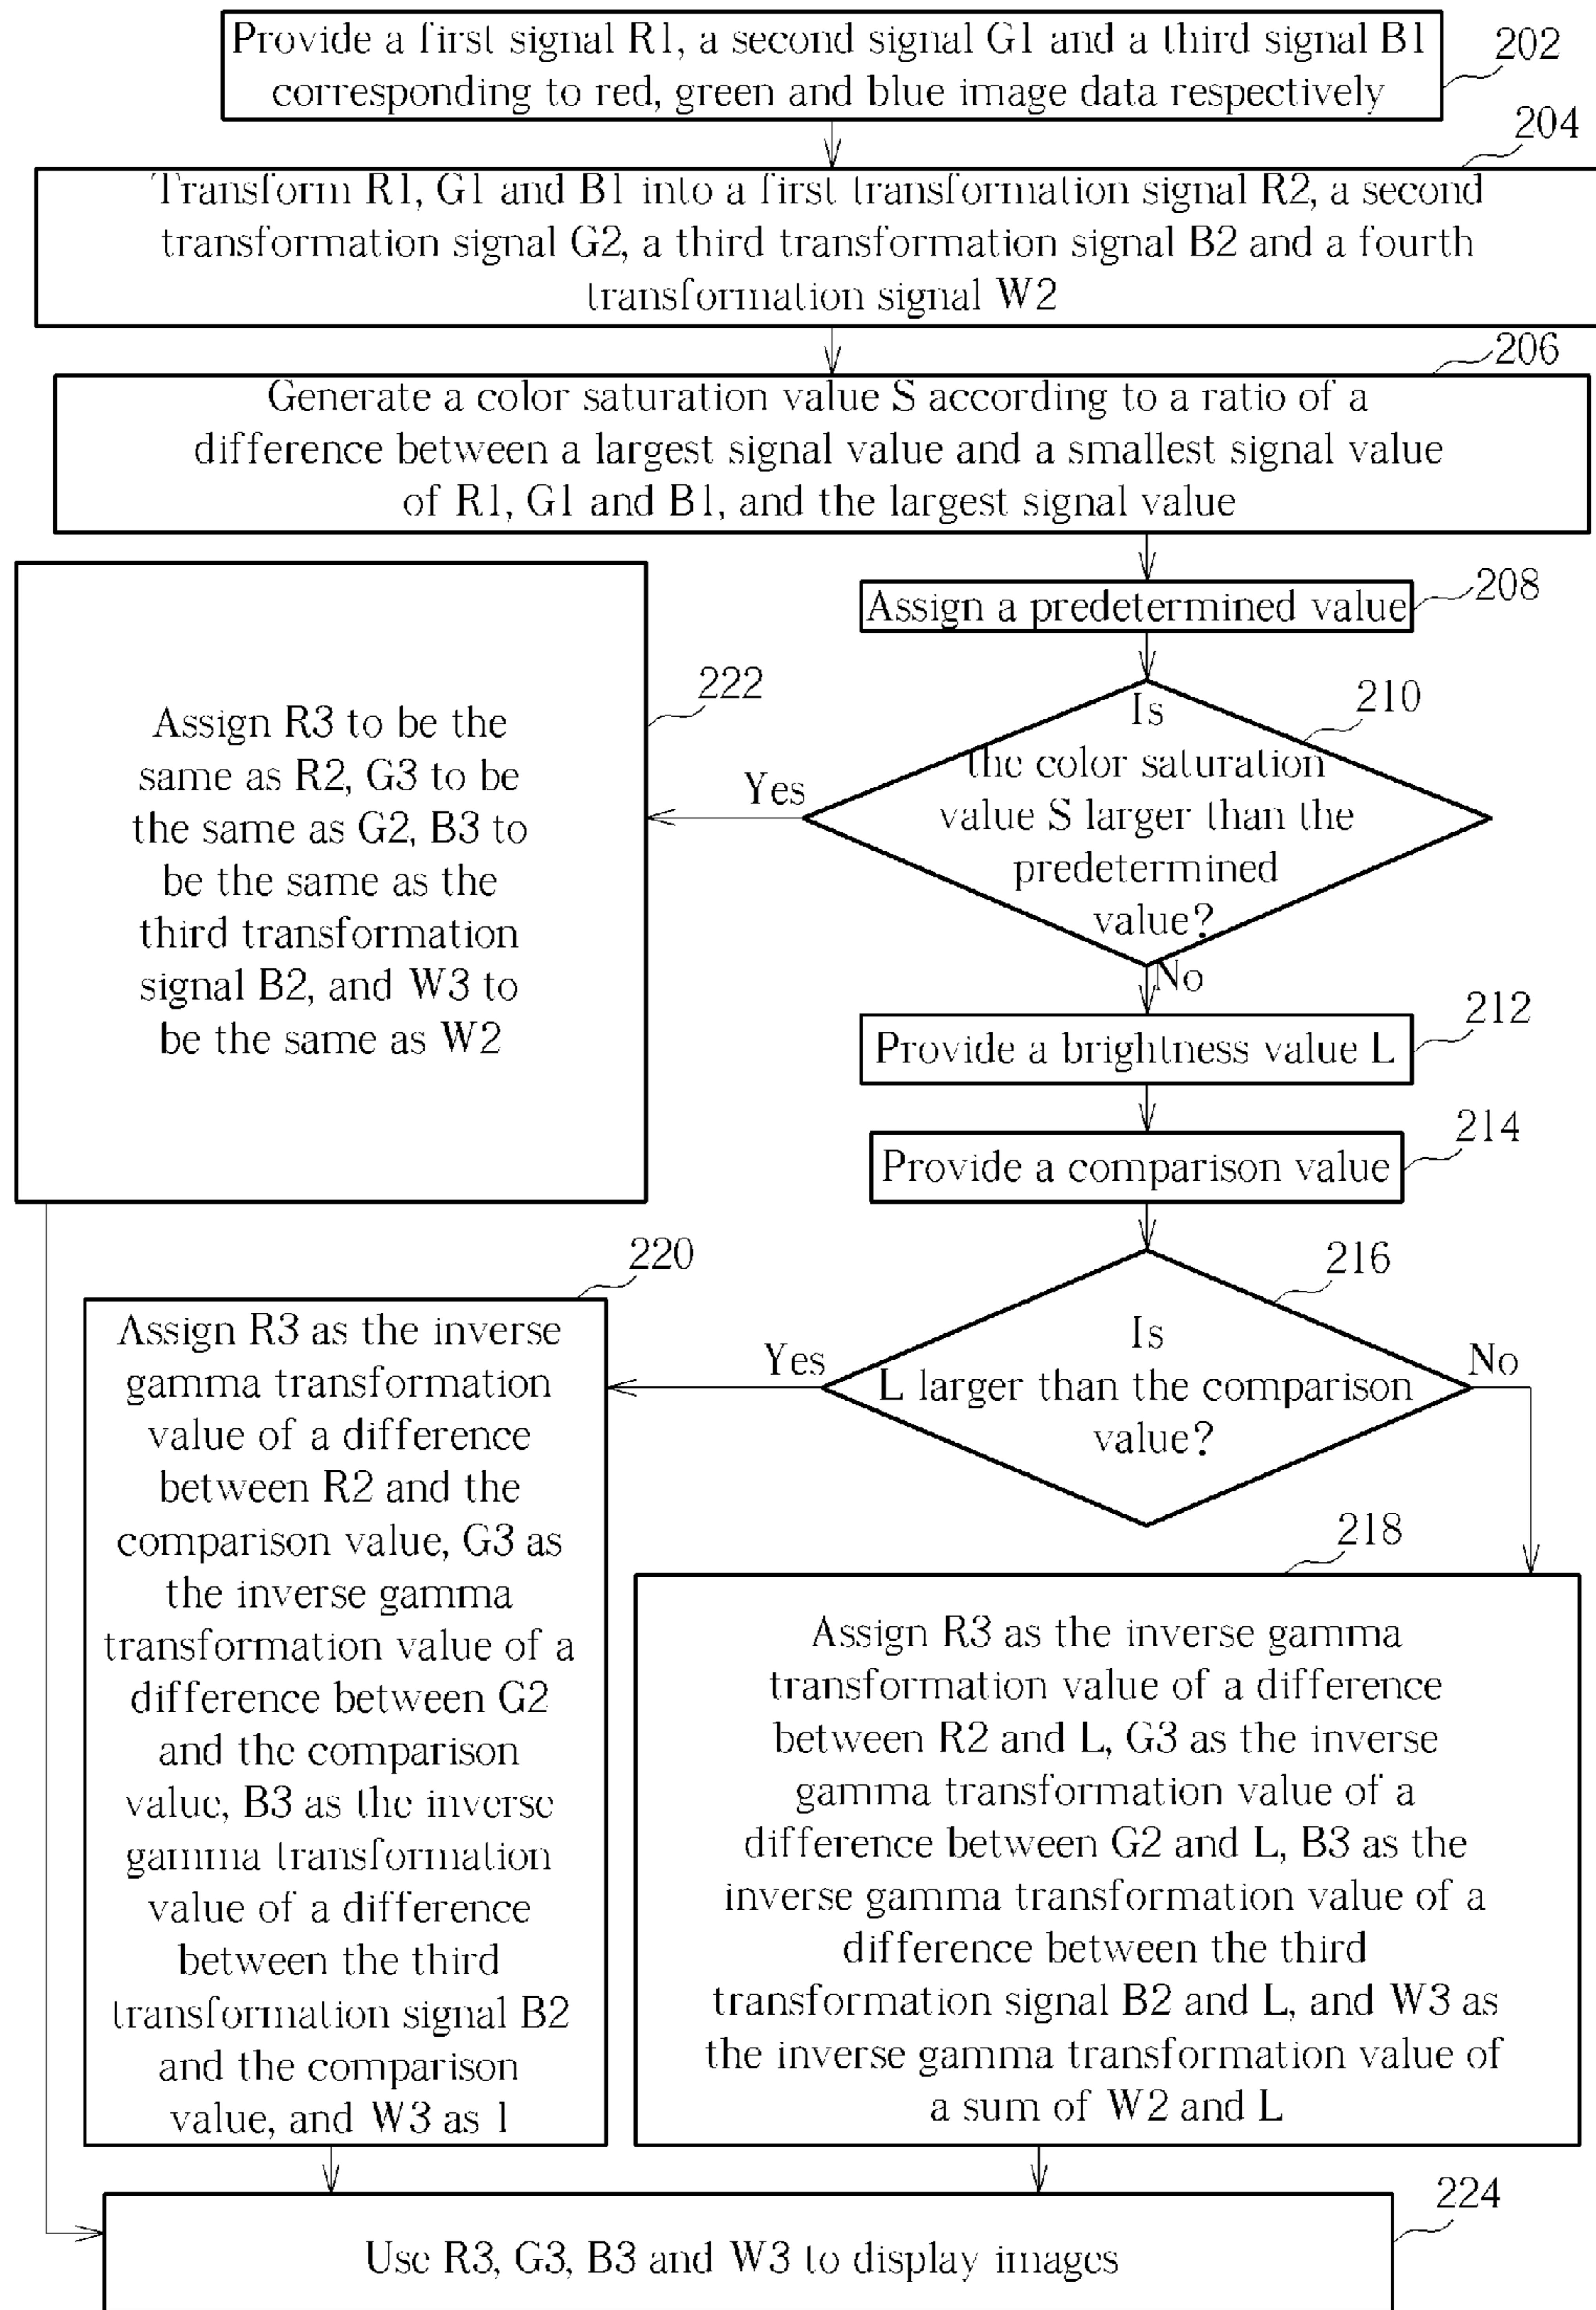 Provide a first signal R1, a second signal G1 and a third signal B1
corresponding to red, green and blue image data respectively
202
204
Transform R1, G1 and B1 into a first transformation signal R2, a second
transformation signal G2, a third transformation signal B2 and a fourth
transformation signal W2
206
Generate a color saturation value S according to a ratio of a
difference between a largest signal value and a smallest signal value
of R1, G1 and B1, and the largest signal value
Assign a predetermined value
208
222
Assign R3 to be the
same as R2, G3 to be
the same as G2, B3 to
be the same as the
third transformation
signal B2, and W3 to
be the same as W2
210
Is
the color saturation
value S larger than the
predetermined
value?
Yes
No
212
Provide a brightness value L
214
Provide a comparison value
216
Is
L larger than the comparison
value?
Yes
No
220
Assign R3 as the inverse
gamma transformation
value of a difference
between R2 and the
comparison value, G3 as
the inverse gamma
transformation value of a
difference between G2
and the comparison
value, B3 as the inverse
gamma transformation
value of a difference
between the third
transformation signal B2
and the comparison
value, and W3 as 1
218
Assign R3 as the inverse gamma
transformation value of a difference
between R2 and L, G3 as the inverse
gamma transformation value of a
difference between G2 and L, B3 as the
inverse gamma transformation value of a
difference between the third
transformation signal B2 and L, and W3 as
the inverse gamma transformation value of
a sum of W2 and L
224
Use R3, G3, B3 and W3 to display images